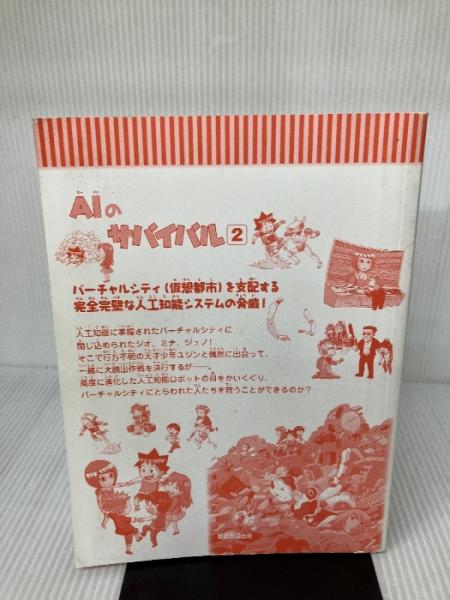 AIの
サバイバル2
バーチャルシティ(仮想都市)を支配する
完全完璧な人工知能システムの脅威!
人工知能に掌握されたバーチャルシティに
閉じ込められたジオ、ミナ、ジュノ!
そこで行方不明の天才少年ユジンと偶然に出会って、
一緒に大脱出作戦を決行するが……。
高度に進化した人工知能ロボットの目をかいくぐり、
バーチャルシティにとらわれた人たちを救うことができるのか?
朝日新聞出版